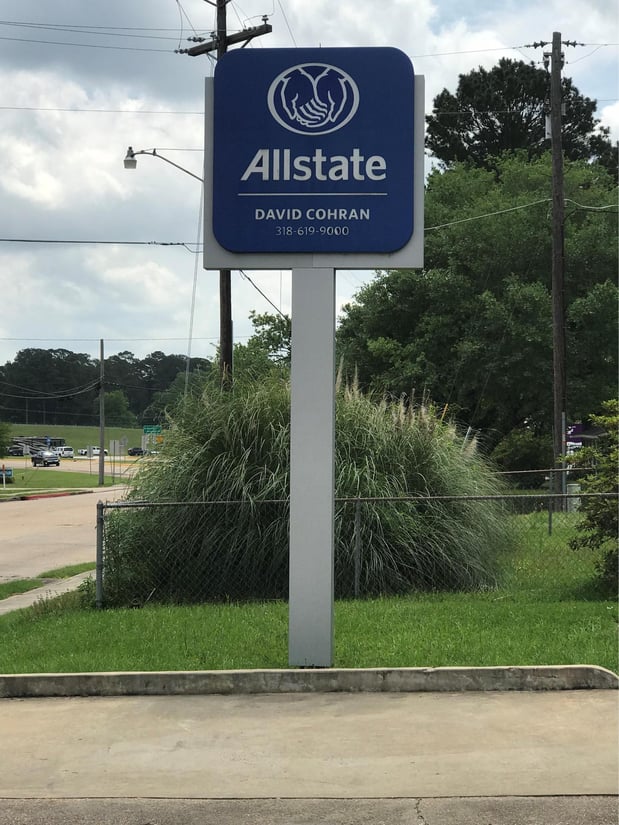 Allstate
DAVID COHRAN
318-619-9000